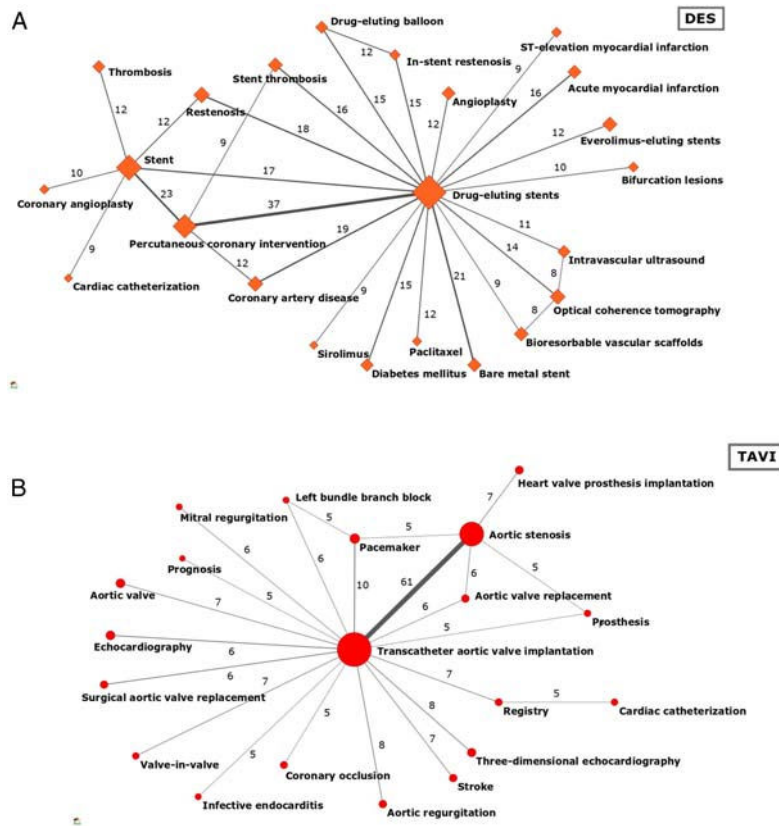 A
DES
Drug-eluting balloon
ST-elevation myocardial infarction
12
In-stent restenosis
9
Thrombosis
Stent thrombosis
Acute myocardial infarction
15
15
Angioplasty
16
12
12
Restenosis
16
12
12
Everolimus-eluting stents
18
9
Stent
17
10
Bifurcation lesions
10
23
Drug-eluting stents
Coronary angioplasty
37
11
Percutaneous coronary intervention
19
14
Intravascular ultrasound
9
12
8
Cardiac catheterization
Coronary artery disease
9
15
21
9
Optical coherence tomography
8
12
Bioresorbable vascular scaffolds
Sirolimus
Paclitaxel
Diabetes mellitus
Bare metal stent
TAVI
B
Heart valve prosthesis implantation
Left bundle branch block
7
Mitral regurgitation
5
5
Aortic stenosis
Pacemaker
6
6
Prognosis
5
10
61
6
5
Aortic valve
7
6
Aortic valve replacement
5
Prosthesis
Echocardiography
6
Transcatheter aortic valve implantation
6
7
7
Surgical aortic valve replacement
8
Registry
5
Cardiac catheterization
5
5
8
7
Valve-in-valve
Three-dimensional echocardiography
Coronary occlusion
Stroke
Infective endocarditis
Aortic regurgitation